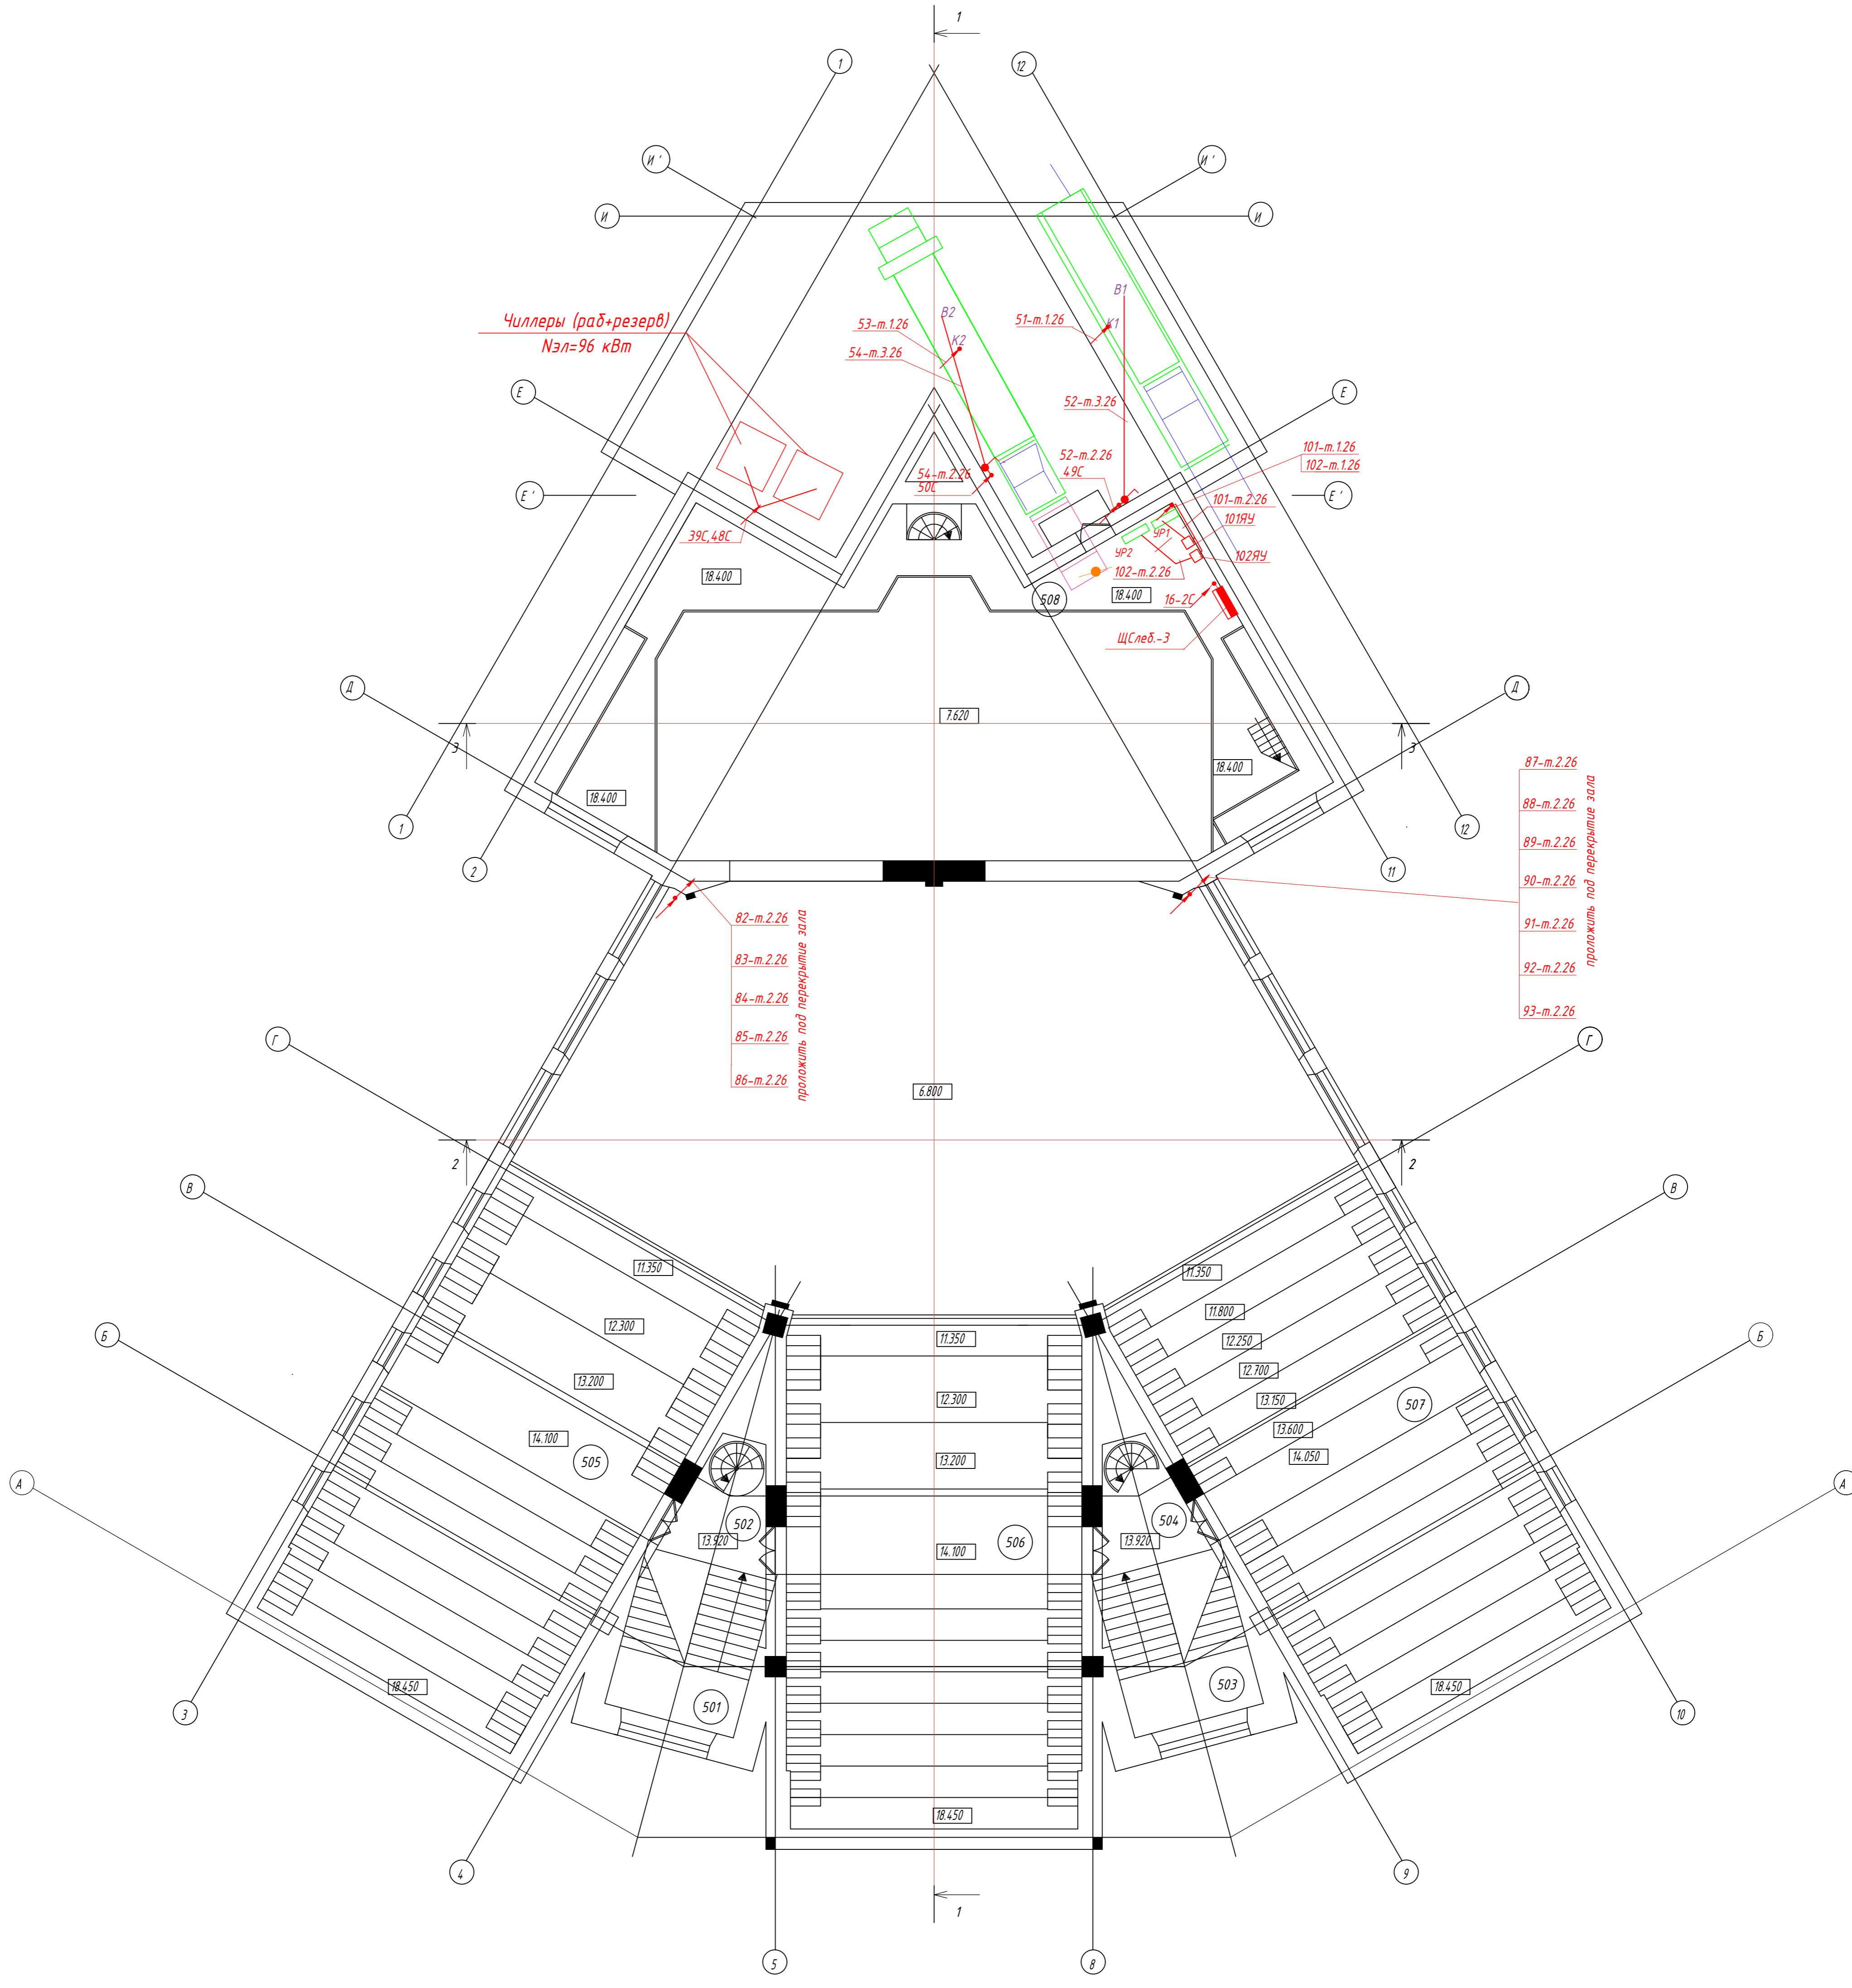 1
1
12
И'
И'
И
И
В1
В2
К1
К2
Чиллеры (раб+резерв)
Nэл=96 кВт
53-т.1.26
54-т.3.26
51-т.1.26
52-т.3.26
Е
Е
101-т.1.26
102-т.1.26
52-т.2.26
49С
54-т.2.26
50С
Е'
Е'
101-т.2.26
101ЯУ
УР1
УР2
102ЯУ
39С,48С
102-т.2.26
18.400
18.400
508
16-2С
ЩСлеб.-3
Д
Д
7.620
3
3
18.400
18.400
87-т.2.26
88-т.2.26
89-т.2.26
90-т.2.26
91-т.2.26
92-т.2.26
93-т.2.26
проложить под перекрытие зала
1
12
2
11
82-т.2.26
83-т.2.26
84-т.2.26
85-т.2.26
86-т.2.26
проложить под перекрытие зала
Г
Г
6.800
2
2
В
В
11.350
11.350
12.300
11.800
11.350
12.250
Б
Б
12.700
13.200
12.300
13.150
507
13.600
14.100
505
13.200
14.050
А
А
502
504
13.920
506
13.920
14.100
18.450
501
503
18.450
3
10
18.450
4
9
1
5
8